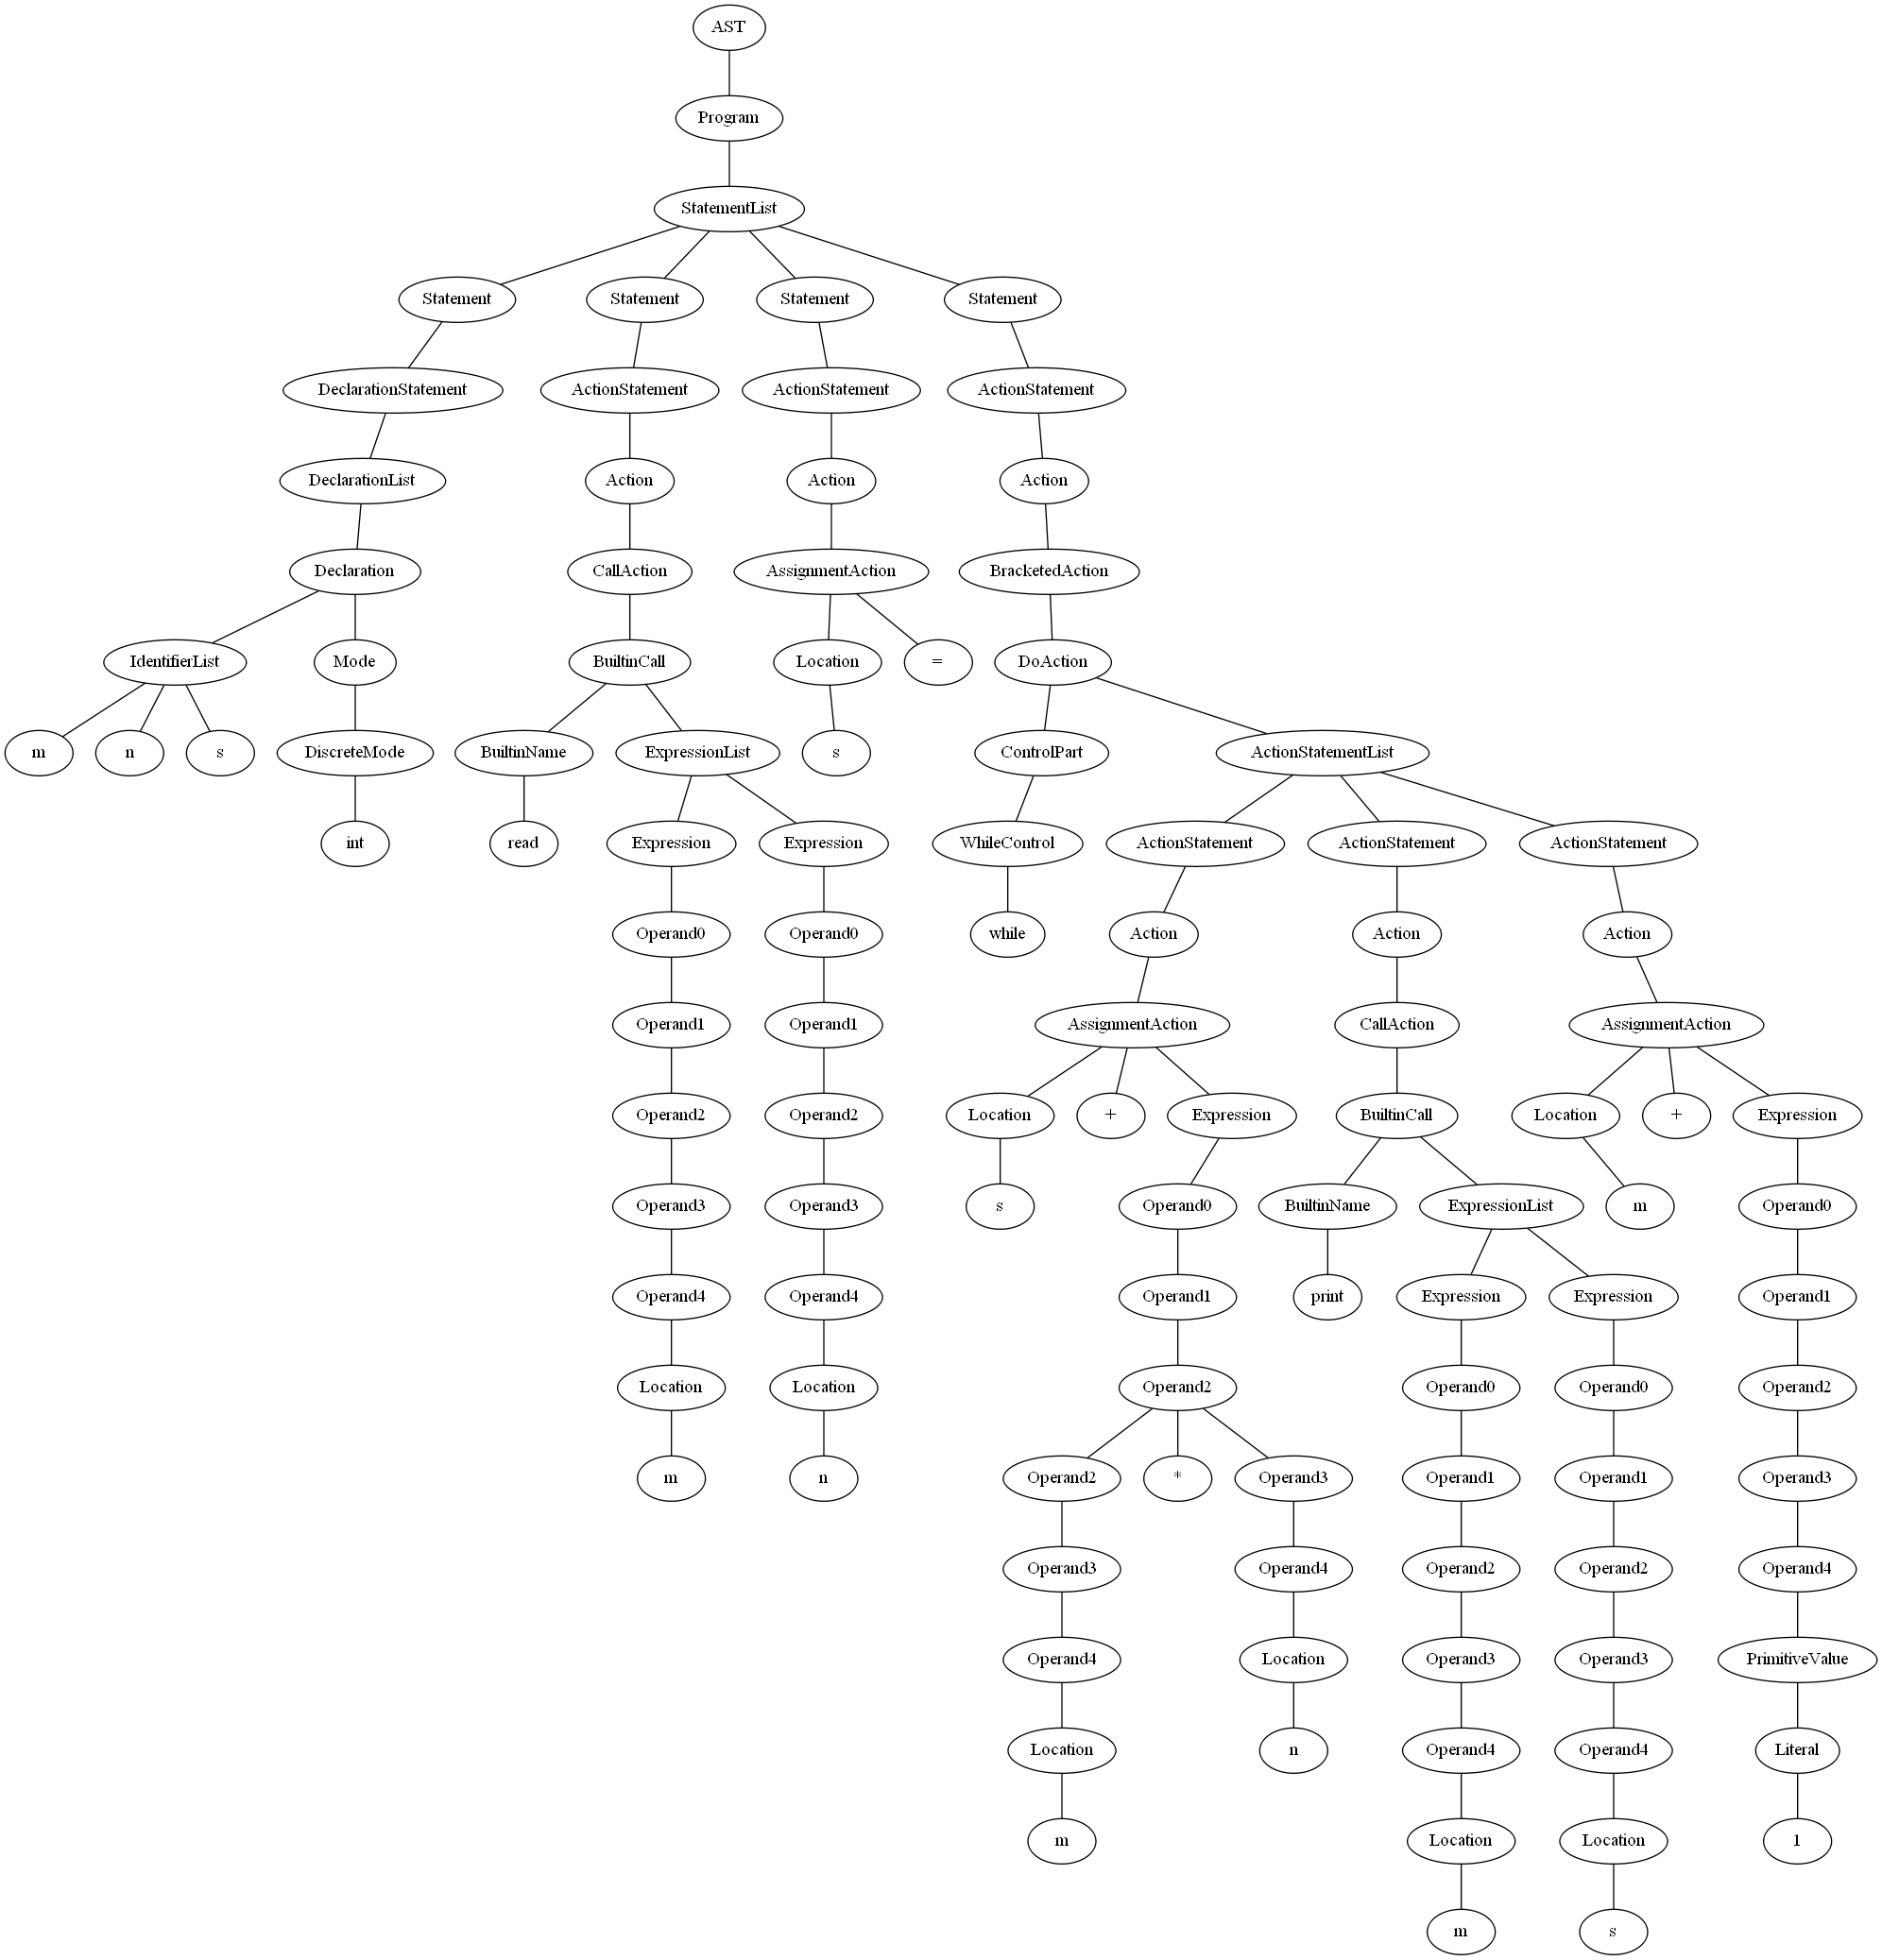 AST
Program
StatementList
Statement Statement Statement Statement
DeclarationStatement ActionStatement ActionStatement ActionStatement
DeclarationList Action Action Action
Declaration CallAction AssignmentAction BracketedAction
IdentifierList Mode BuiltinCall Location = DoAction
m n s DiscreteMode BuiltinName ExpressionList s ControlPart ActionStatementList
int read Expression Expression WhileControl ActionStatement ActionStatement ActionStatement
Operand0 Operand0 while Action Action Action
Operand1 Operand1 AssignmentAction CallAction AssignmentAction
Operand2 Operand2 Location + Expression BuiltinCall Location + Expression
Operand3 Operand3 s Operand0 BuiltinName ExpressionList m Operand0
Operand4 Operand4 Operand1 print Expression Expression Operand1
Location Location Operand2 Operand0 Operand0 Operand2
m n Operand2 * Operand3 Operand1 Operand1 Operand3
Operand3 Operand4 Operand2 Operand2 Operand4
Operand4 Location Operand3 Operand3 PrimitiveValue
Location n Operand4 Operand4 Literal
m Location Location 1
m s